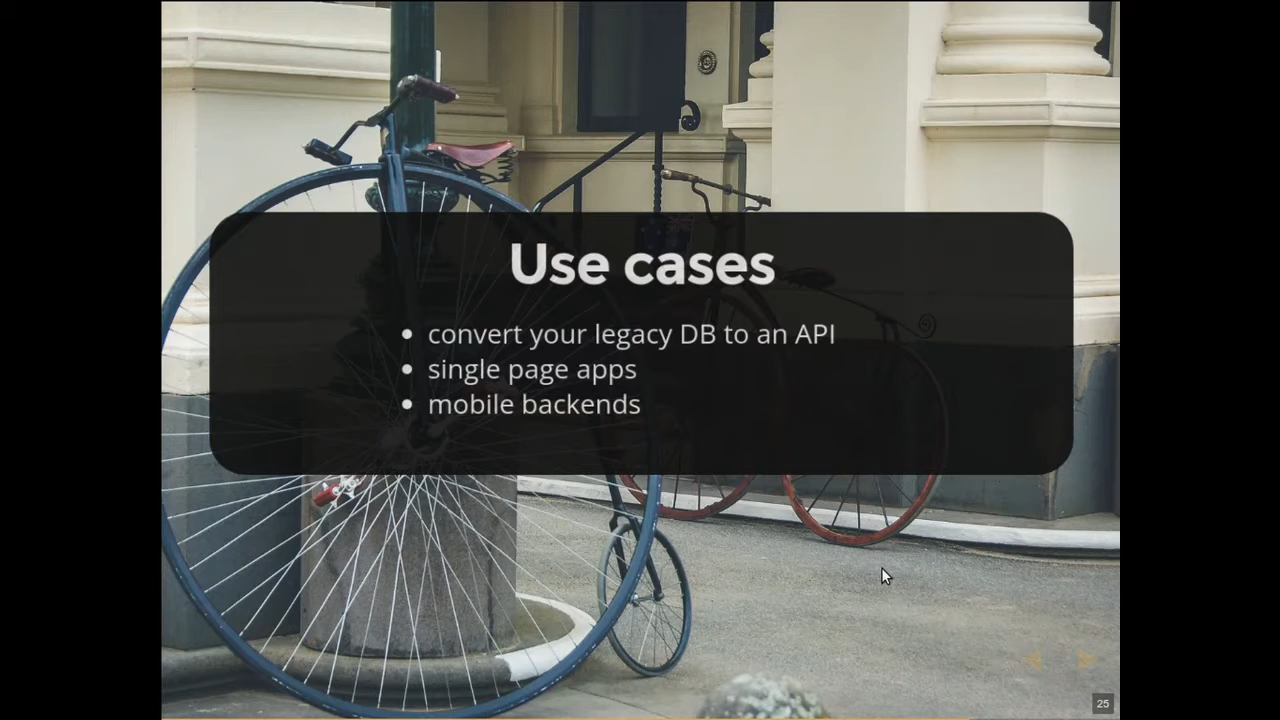 Use cases
convert your legacy DB to an API
single page apps
mobile backends
25